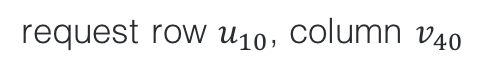 request row u₁₀, column v₄₀